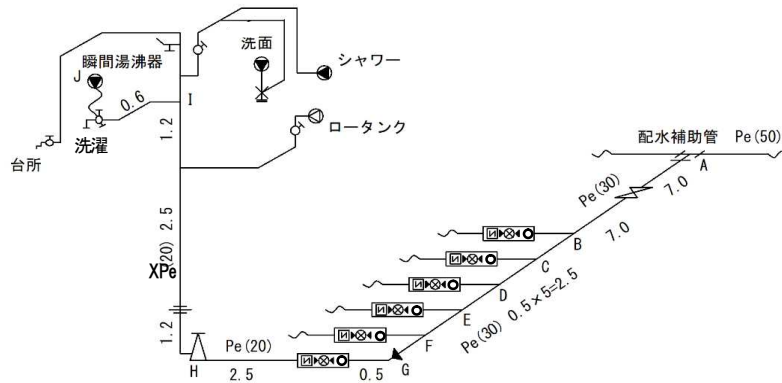 洗面
シャワー
瞬間湯沸器
J
0.6
I
洗濯
台所
1.2
ロータンク
配水補助管 Pe(50)
A
Pe(30)
7.0
7.0
2.5
(20)
XPe
B
C
D
E
F
G
Pe(30) 0.5×5=2.5
1.2
Pe(20)
H
2.5
0.5